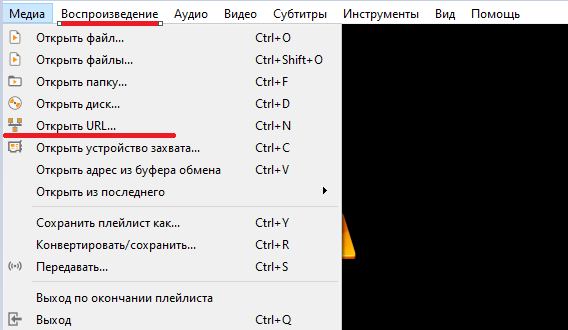 Медиа Воспроизведение Аудио Видео Субтитры Инструменты Вид Помощь
Открыть файл... Ctrl+O
Открыть файлы... Ctrl+Shift+O
Открыть папку... Ctrl+F
Открыть диск... Ctrl+D
Открыть URL... Ctrl+N
Открыть устройство захвата... Ctrl+C
Открыть адрес из буфера обмена Ctrl+V
Открыть из последнего
Сохранить плейлист как... Ctrl+Y
Конвертировать/сохранить... Ctrl+R
Передавать... Ctrl+S
Выход по окончании плейлиста
Выход Ctrl+Q